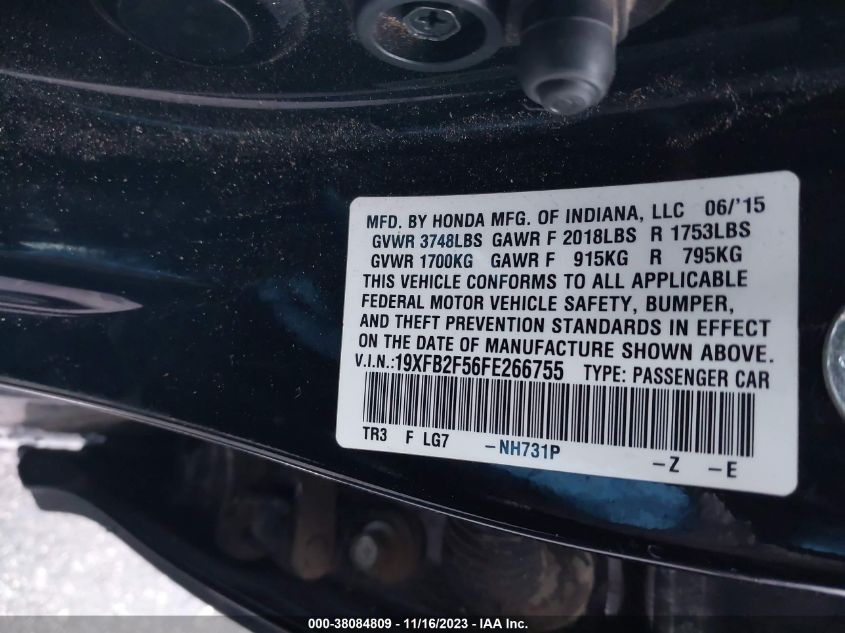 MFD. BY HONDA MFG. OF INDIANA, LLC 06/'15
GVWR 3748LBS GAWR F 2018LBS R 1753LBS
GVWR 1700KG GAWR F 915KG R 795KG
THIS VEHICLE CONFORMS TO ALL APPLICABLE
FEDERAL MOTOR VEHICLE SAFETY, BUMPER,
AND THEFT PREVENTION STANDARDS IN EFFECT
ON THE DATE OF MANUFACTURE SHOWN ABOVE.
V.I.N.:19XFB2F56FE266755 TYPE: PASSENGER CAR
TR3 F LG7 -NH731P -Z -E
000-38084809 - 11/16/2023 - IAA Inc.